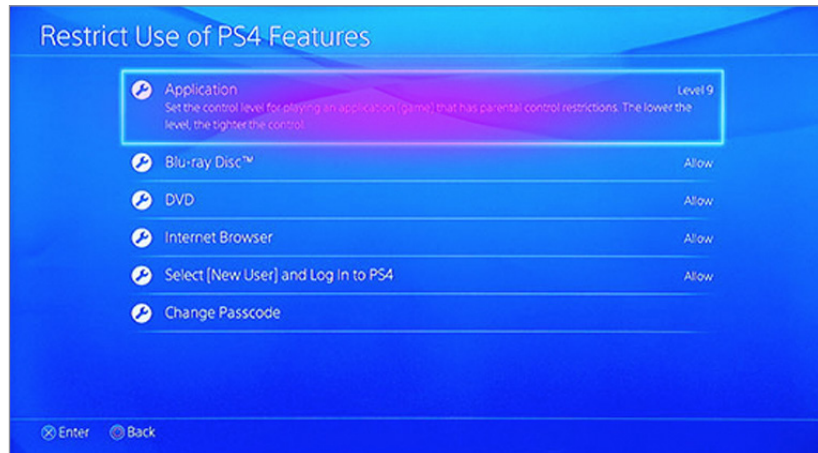 Restrict Use of PS4 Features
Application Level 9
Set the control level for playing an application (game) that has parental control restrictions. The lower the
level, the tighter the control.
Blu-ray Disc™ Allow
DVD Allow
Internet Browser Allow
Select [New User] and Log In to PS4 Allow
Change Passcode
Enter Back